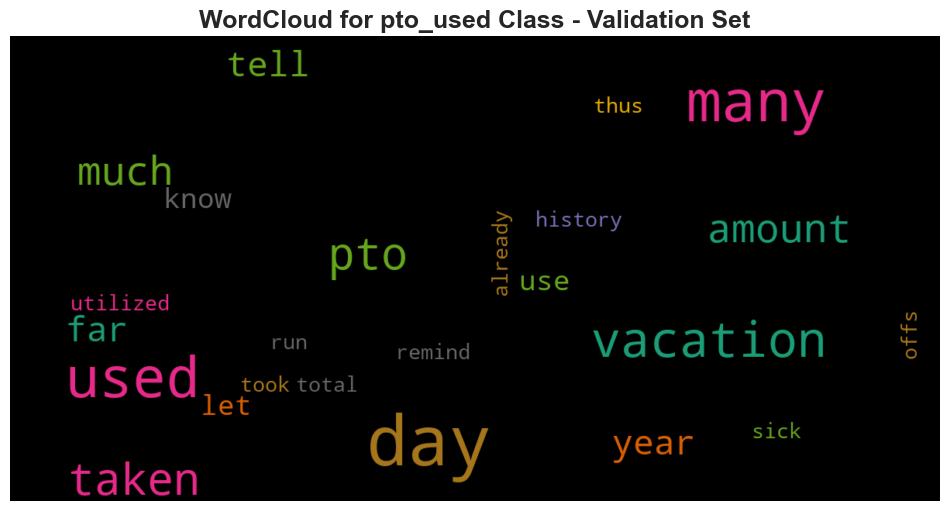 WordCloud for pto_used Class - Validation Set
tell
many
thus
much
know
history
already
amount
pto
use
utilized
far
run
remind
vacation
offs
used
took
total
let
day
year
sick
taken